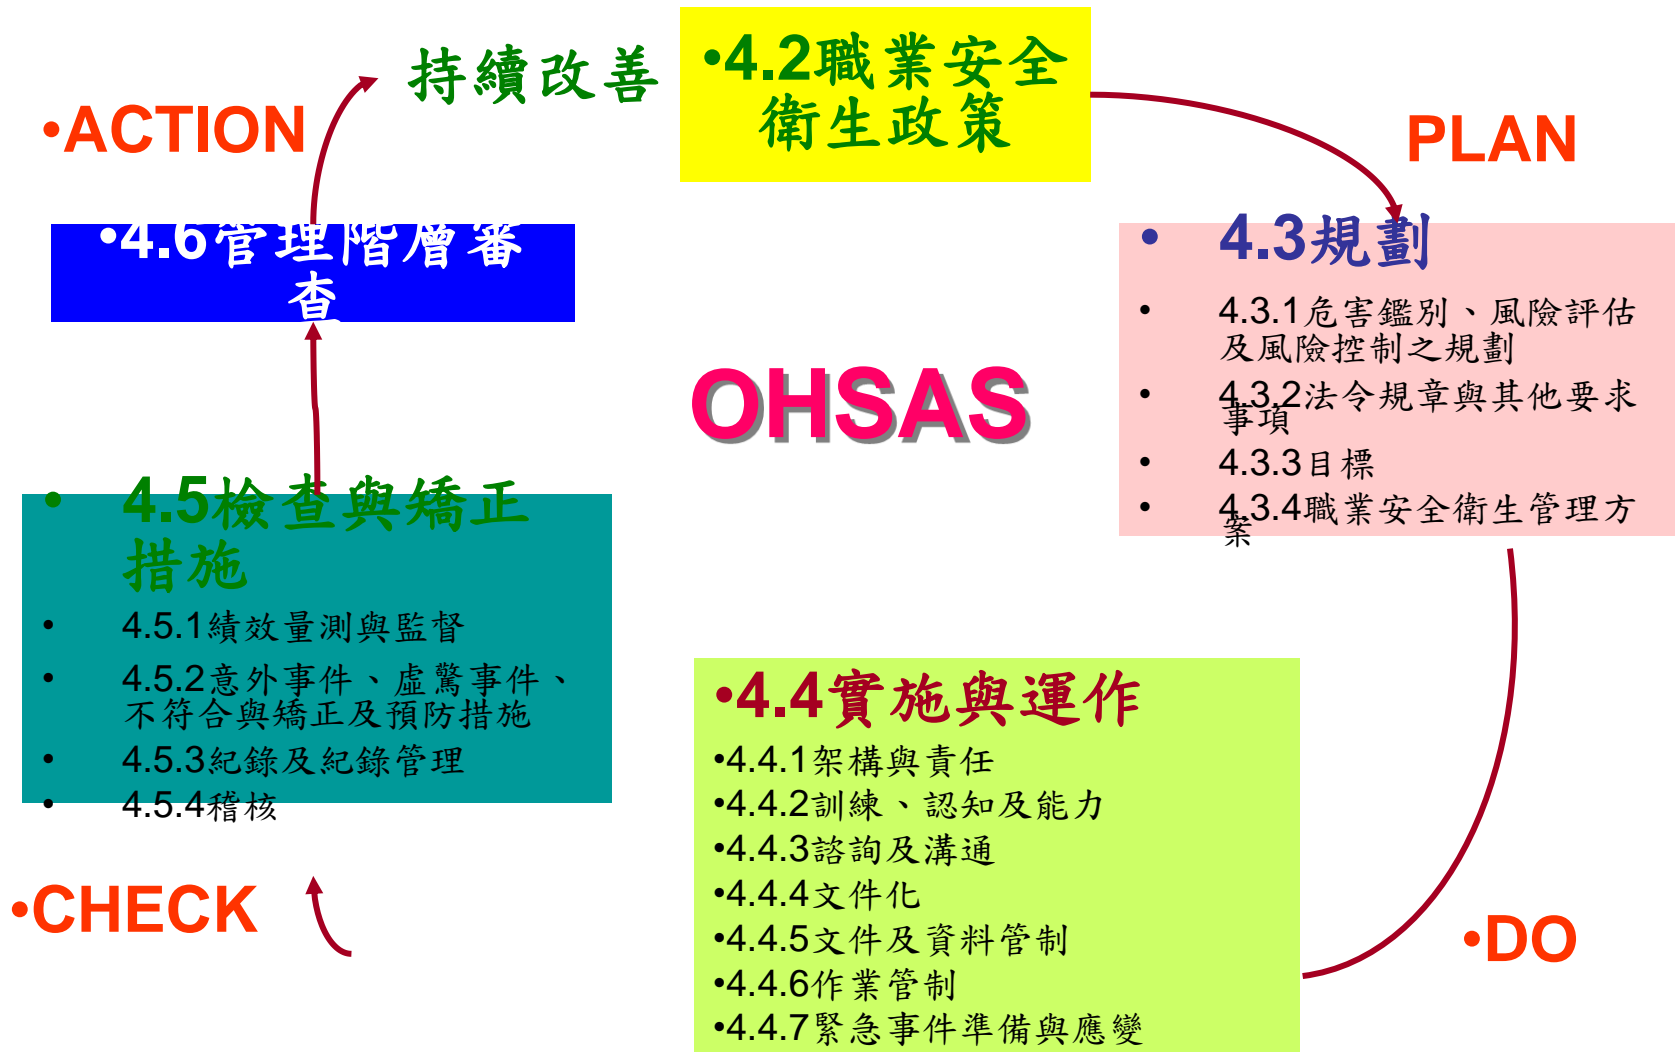 持續改善
•4.2職業安全
衛生政策
•ACTION
PLAN
•4.6管理階層審
查
• 4.3規劃
• 4.3.1危害鑑別、風險評估
及風險控制之規劃
• 4.3.2法令規章與其他要求
事項
• 4.3.3目標
• 4.3.4職業安全衛生管理方
案
OHSAS
• 4.5檢查與矯正
措施
• 4.5.1績效量測與監督
• 4.5.2意外事件、虛驚事件、
不符合與矯正及預防措施
• 4.5.3紀錄及紀錄管理
• 4.5.4稽核
•4.4實施與運作
•4.4.1架構與責任
•4.4.2訓練、認知及能力
•4.4.3諮詢及溝通
•4.4.4文件化
•4.4.5文件及資料管制
•4.4.6作業管制
•4.4.7緊急事件準備與應變
•CHECK
•DO